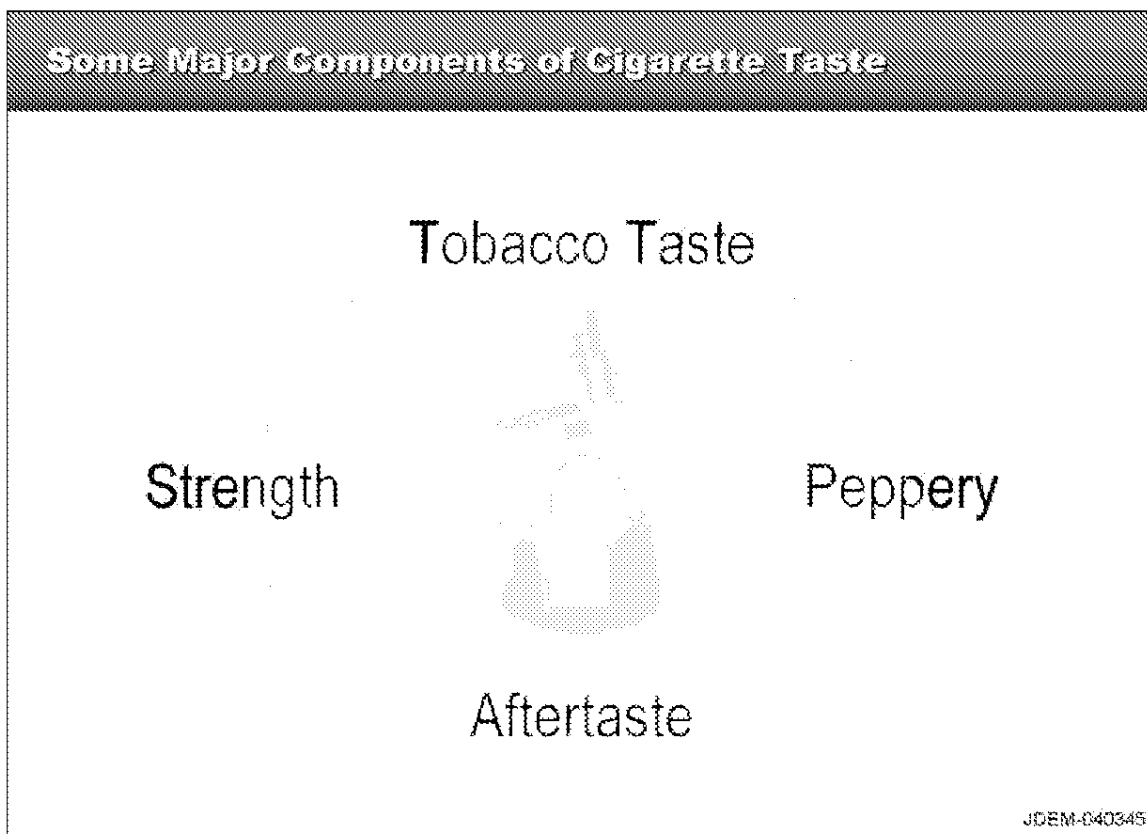 Some Major Components of Cigarette Taste
Tobacco Taste
Strength
Peppery
Aftertaste
JDEM-040345